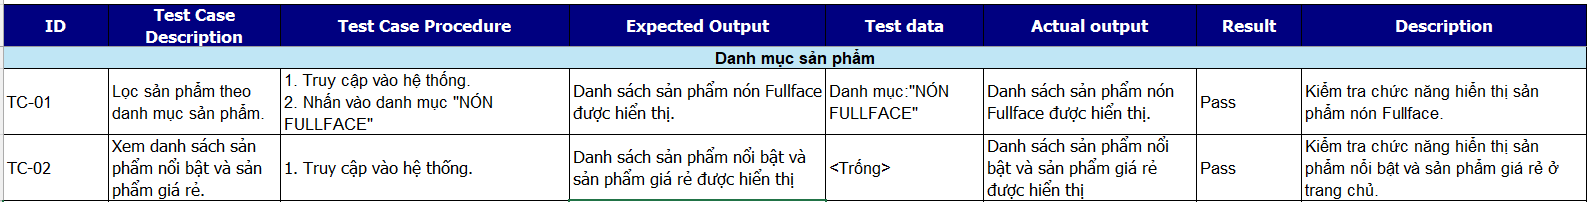 ID
Test Case
Description
Test Case Procedure
Expected Output
Test data
Actual output
Result
Description
Danh mục sản phẩm
TC-01
Lọc sản phẩm theo
danh mục sản phẩm.
1. Truy cập vào hệ thống.
2. Nhấn vào danh mục "NÓN
FULLFACE"
Danh sách sản phẩm nón Fullface
được hiển thị.
Danh mục:"NÓN
FULLFACE"
Danh sách sản phẩm nón
Fullface được hiển thị.
Pass
Kiểm tra chức năng hiển thị sản
phẩm nón Fullface.
TC-02
Xem danh sách sản
phẩm nổi bật và sản
phẩm giá rẻ.
1. Truy cập vào hệ thống.
Danh sách sản phẩm nổi bật và
sản phẩm giá rẻ được hiển thị
<Trống>
Danh sách sản phẩm nổi
bật và sản phẩm giá rẻ
được hiển thị
Pass
Kiểm tra chức năng hiển thị sản
phẩm nổi bật và sản phẩm giá rẻ ở
trang chủ.